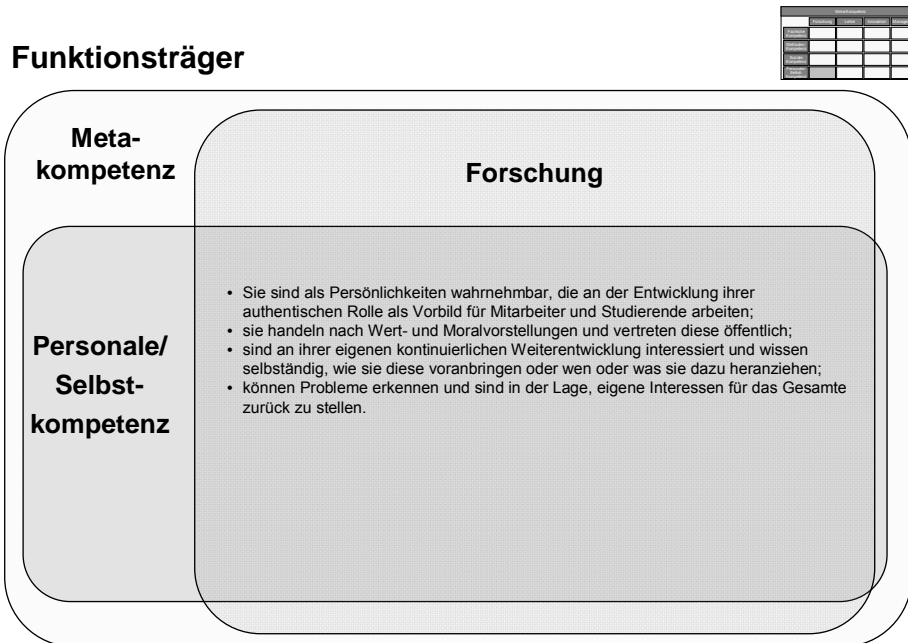 Funktionsträger
Meta-
kompetenz
Forschung
Personale/
Selbst-
kompetenz
• Sie sind als Persönlichkeiten wahrnehmbar, die an der Entwicklung ihrer
authentischen Rolle als Vorbild für Mitarbeiter und Studierende arbeiten;
• sie handeln nach Wert- und Moralvorstellungen und vertreten diese öffentlich;
• sind an ihrer eigenen kontinuierlichen Weiterentwicklung interessiert und wissen
selbständig, wie sie diese voranbringen oder wen oder was sie dazu heranziehen;
• können Probleme erkennen und sind in der Lage, eigene Interessen für das Gesamte
zurück zu stellen.